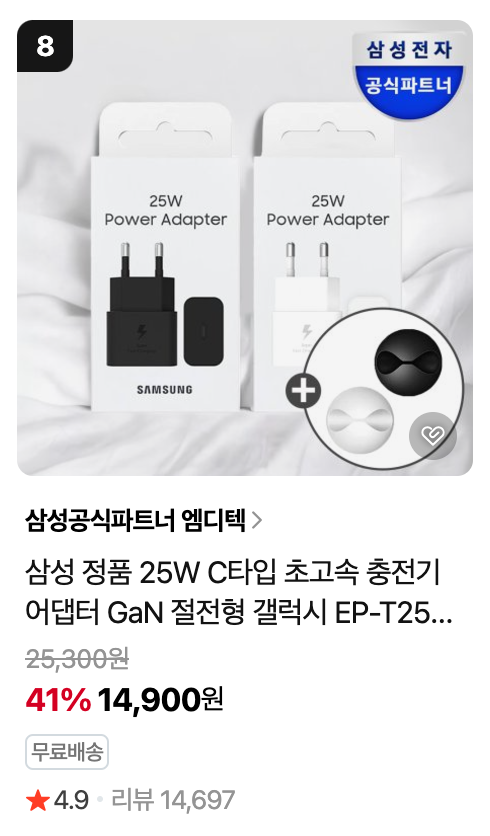 8
삼성전자
공식파트너
25W
Power Adapter
SAMSUNG
25W
Power Adapter
삼성공식파트너 엠디텍
삼성 정품 25W C타입 초고속 충전기
어댑터 GaN 절전형 갤럭시 EP-T25...
25,300원
41% 14,900원
무료배송
4.9 • 리뷰 14,697